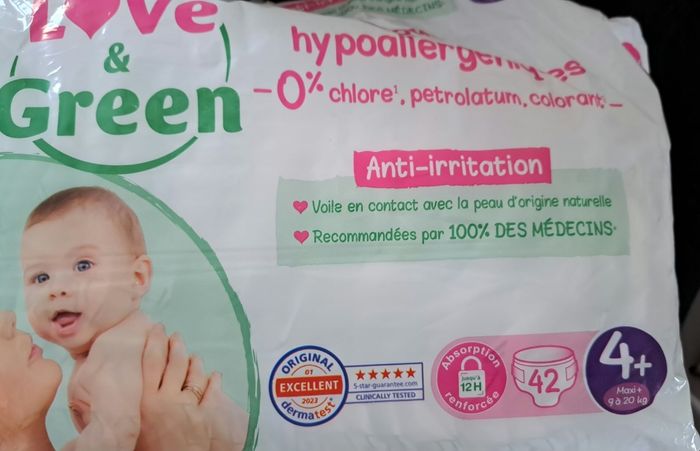 Love
&
Green
hypoallergéniques
-0% chlore¹, petrolatum, colorant -
Anti-irritation
Voile en contact avec la peau d'origine naturelle
Recommandées par 100% DES MÉDECINS
ORIGINAL
01
EXCELLENT
2023
dermatest
5-star-guarantee.com
CLINICALLY TESTED
Absorption
jusqu'à
12H
renforcée
42
4+
Maxi +
9 à 20 kg